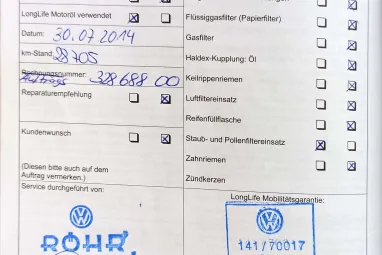 LongLife Motoröl verwendet
Datum: 30.07.2014
km-Stand: 28705
Rechnungsnummer: 328688 00
Auftrags
Reparaturempfehlung
Kundenwunsch
(Diesen bitte auch auf dem
Auftrag vermerken.)
Service durchgeführt von:
RÖHR
Flüssiggasfilter (Papierfilter)
Gasfilter
Haldex-Kupplung: Öl
Keilrippenriemen
Luftfiltereinsatz
Reifenfüllflasche
Staub- und Pollenfiltereinsatz
Zahnriemen
Zündkerzen
LongLife Mobilitätsgarantie:
141/70017